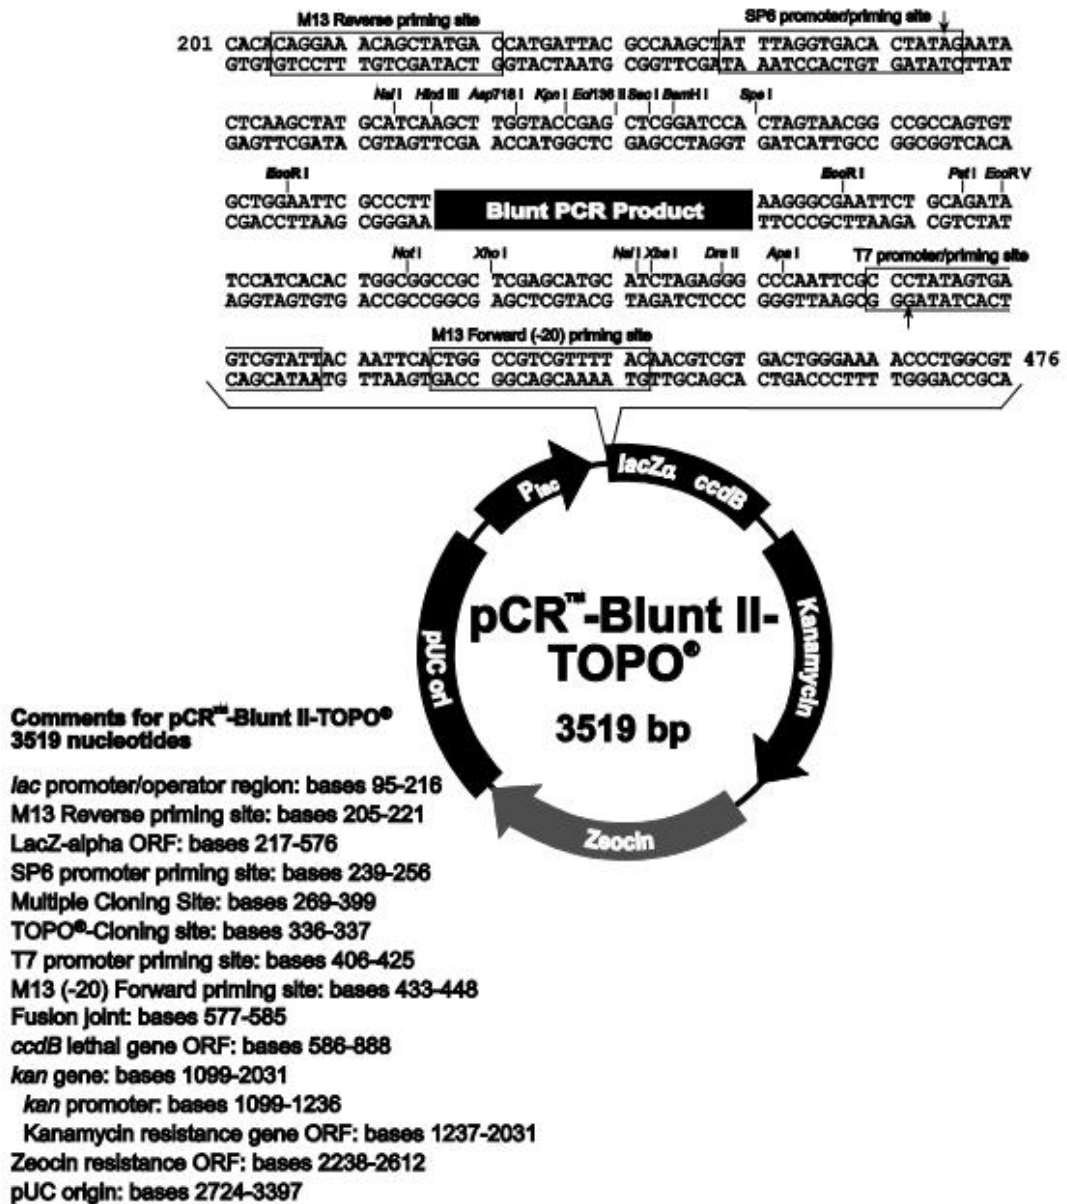 M13 Reverse priming site SP6 promoter/priming site
201 CACACAGGAA ACAGCTATGAC CATGATTAC GCCAAGCTAT TTAGGTGACA CTATAGAATA
GTGTGTCCTT TGTCGATACTG GTACTAATG CGGTTCGATA AATCCACTGT GATATCTTAT
Nsi I Hind III Asp718 I Kpn I Ecl136 II Sac I BamH I Spe I
CTCAAGCTAT GCATCAAGCT TGGTACCGAG CTCGGATCCA CTAGTAACGG CCGCCAGTGT
GAGTTCGATA CGTAGTTCGA ACCATGGCTC GAGCCTAGGT GATCATTGCC GGCGGTCACA
EcoR I EcoR I Pst I EcoR V
GCTGGAATTC GCCCTT Blunt PCR Product AAGGGCGAATTCT GCAGATA
CGACCTTAAG CGGGAA TTCCCGCTTAAGA CGTCTAT
Not I Xho I Nsi I Xba I Dra II Apa I T7 promoter/priming site
TCCATCACAC TGGCGGCCGC TCGAGCATGC ATCTAGAGGG CCCAATTCGC CCTATAGTGA
AGGTAGTGTG ACCGCCGGCG AGCTCGTACG TAGATCTCCC GGGTTAAGCG GGATATCACT
M13 Forward (-20) priming site
GTCGTATTAC AATTCACTGG CCGTCGTTTT ACAACGTCGT GACTGGGAAA ACCCTGGCGT 476
CAGCATAATG TTAAGTGACC GGCAGCAAAA TGTTGCAGCA CTGACCCTTT TGGGACCGCA
Plac
lacZα ccdB
Kanamycin
Zeocin
pUC ori
pCR™-Blunt II-
TOPO®
3519 bp
Comments for pCR™-Blunt II-TOPO®
3519 nucleotides
lac promoter/operator region: bases 95-216
M13 Reverse priming site: bases 205-221
LacZ-alpha ORF: bases 217-576
SP6 promoter priming site: bases 239-256
Multiple Cloning Site: bases 269-399
TOPO®-Cloning site: bases 336-337
T7 promoter priming site: bases 406-425
M13 (-20) Forward priming site: bases 433-448
Fusion joint: bases 577-585
ccdB lethal gene ORF: bases 586-888
kan gene: bases 1099-2031
kan promoter: bases 1099-1236
Kanamycin resistance gene ORF: bases 1237-2031
Zeocin resistance ORF: bases 2238-2612
pUC origin: bases 2724-3397